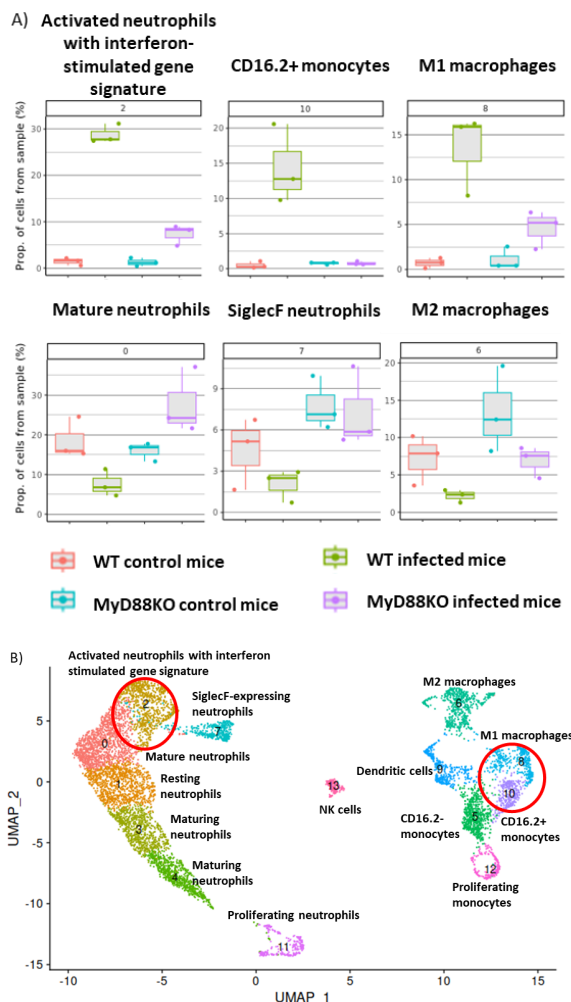 A) Activated neutrophils
with interferon-
stimulated gene
signature
CD16.2+ monocytes
M1 macrophages
2
10
8
Prop. of cells from sample (%)
30
20
10
0
20
15
10
5
0
15
10
5
0
Mature neutrophils
SiglecF neutrophils
M2 macrophages
0
7
6
Prop. of cells from sample (%)
30
20
10
0
9
6
3
0
20
15
10
5
0
WT control mice
WT infected mice
MyD88KO control mice
MyD88KO infected mice
B)
Activated neutrophils with interferon
stimulated gene signature
M2 macrophages
SiglecF-expressing
neutrophils
2
6
7
M1 macrophages
0
Mature neutrophils
8
Dendritic cells
9
1
Resting
neutrophils
13
NK cells
10
CD16.2-
monocytes
5
CD16.2+
monocytes
3
Maturing
neutrophils
4
Maturing
neutrophils
12
Proliferating
monocytes
Proliferating neutrophils
11
UMAP_2
5
0
-5
-10
-15
-10
-5
0
5
10
15
UMAP_1